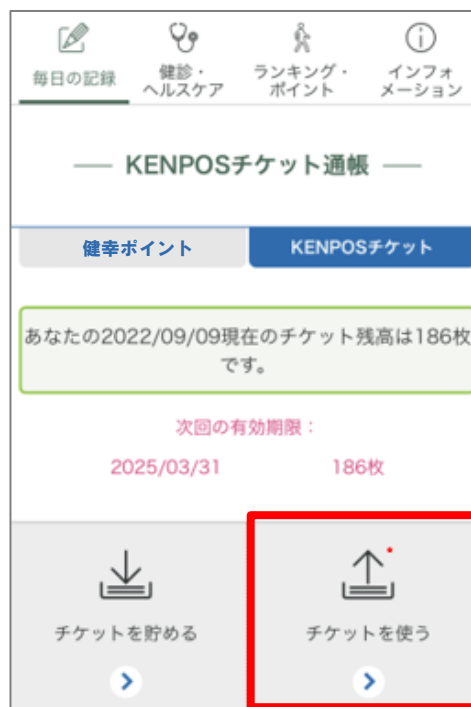 毎日の記録
健診・
ヘルスケア
ランキング・
ポイント
インフォ
メーション
KENPOSチケット通帳
健幸ポイント
KENPOSチケット
あなたの2022/09/09現在のチケット残高は186枚
です。
次回の有効期限：
2025/03/31 186枚
チケットを貯める
チケットを使う